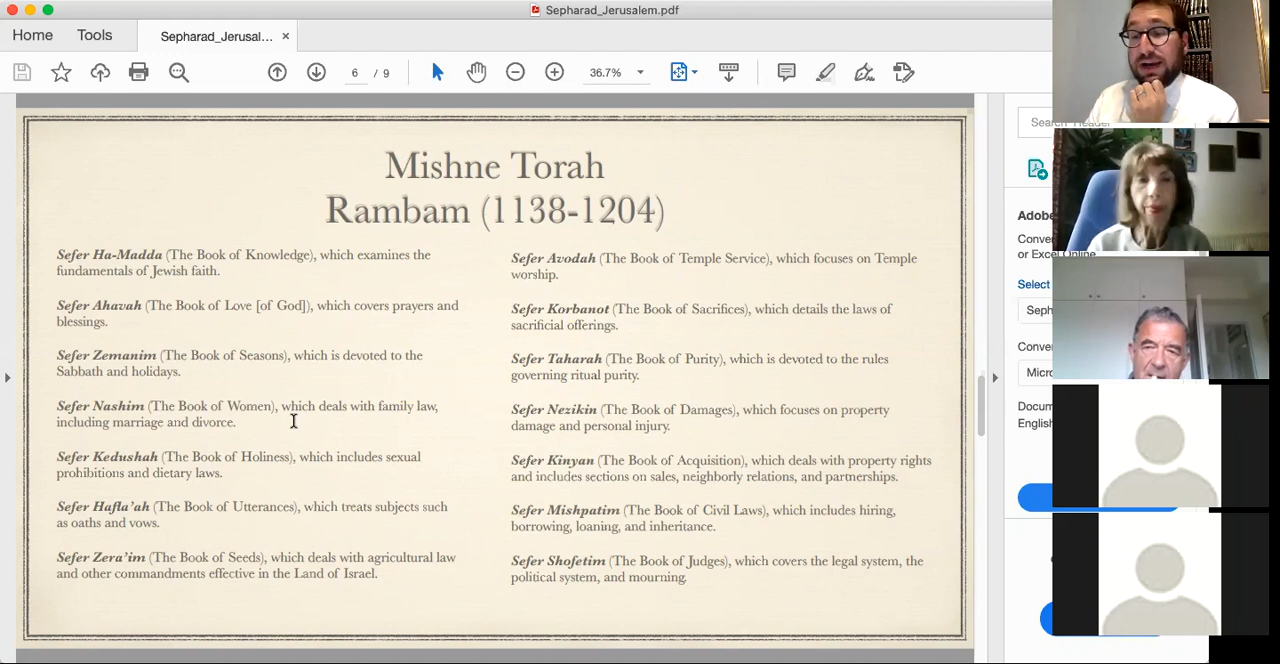 Sepharad_Jerusalem.pdf
Home
Tools
Sepharad_Jerusal...
6 / 9
36.7%
Mishne Torah
Rambam (1138-1204)
Sefer Ha-Madda (The Book of Knowledge), which examines the
fundamentals of Jewish faith.
Sefer Ahavah (The Book of Love [of God]), which covers prayers and
blessings.
Sefer Zemanim (The Book of Seasons), which is devoted to the
Sabbath and holidays.
Sefer Nashim (The Book of Women), which deals with family law,
including marriage and divorce.
Sefer Kedushah (The Book of Holiness), which includes sexual
prohibitions and dietary laws.
Sefer Hafla'ah (The Book of Utterances), which treats subjects such
as oaths and vows.
Sefer Zera'im (The Book of Seeds), which deals with agricultural law
and other commandments effective in the Land of Israel.
Sefer Avodah (The Book of Temple Service), which focuses on Temple
worship.
Sefer Korbanot (The Book of Sacrifices), which details the laws of
sacrificial offerings.
Sefer Taharah (The Book of Purity), which is devoted to the rules
governing ritual purity.
Sefer Nezikin (The Book of Damages), which focuses on property
damage and personal injury.
Sefer Kinyan (The Book of Acquisition), which deals with property rights
and includes sections on sales, neighborly relations, and partnerships.
Sefer Mishpatim (The Book of Civil Laws), which includes hiring,
borrowing, loaning, and inheritance.
Sefer Shofetim (The Book of Judges), which covers the legal system, the
political system, and mourning.
Search
Adobe
Conver
or Excel Online
Select
Seph
Conve
Micro
Docum
English